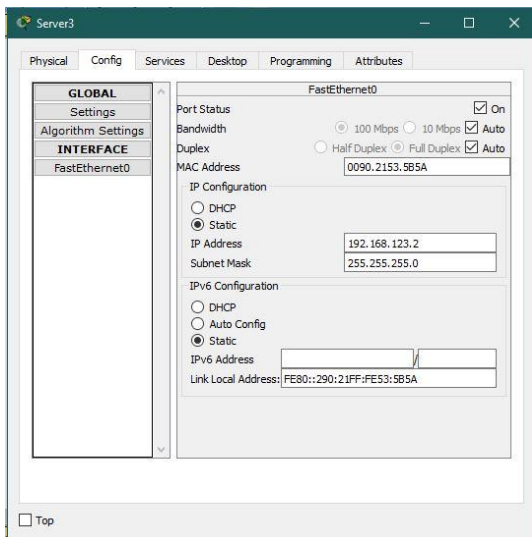 Server3
Physical Config Services Desktop Programming Attributes
GLOBAL
Settings
Algorithm Settings
INTERFACE
FastEthernet0
FastEthernet0
Port Status On
Bandwidth 100 Mbps 10 Mbps Auto
Duplex Half Duplex Full Duplex Auto
MAC Address 0090.2153.5B5A
IP Configuration
DHCP
Static
IP Address 192.168.123.2
Subnet Mask 255.255.255.0
IPv6 Configuration
DHCP
Auto Config
Static
IPv6 Address /
Link Local Address: FE80::290:21FF:FE53:5B5A
Top